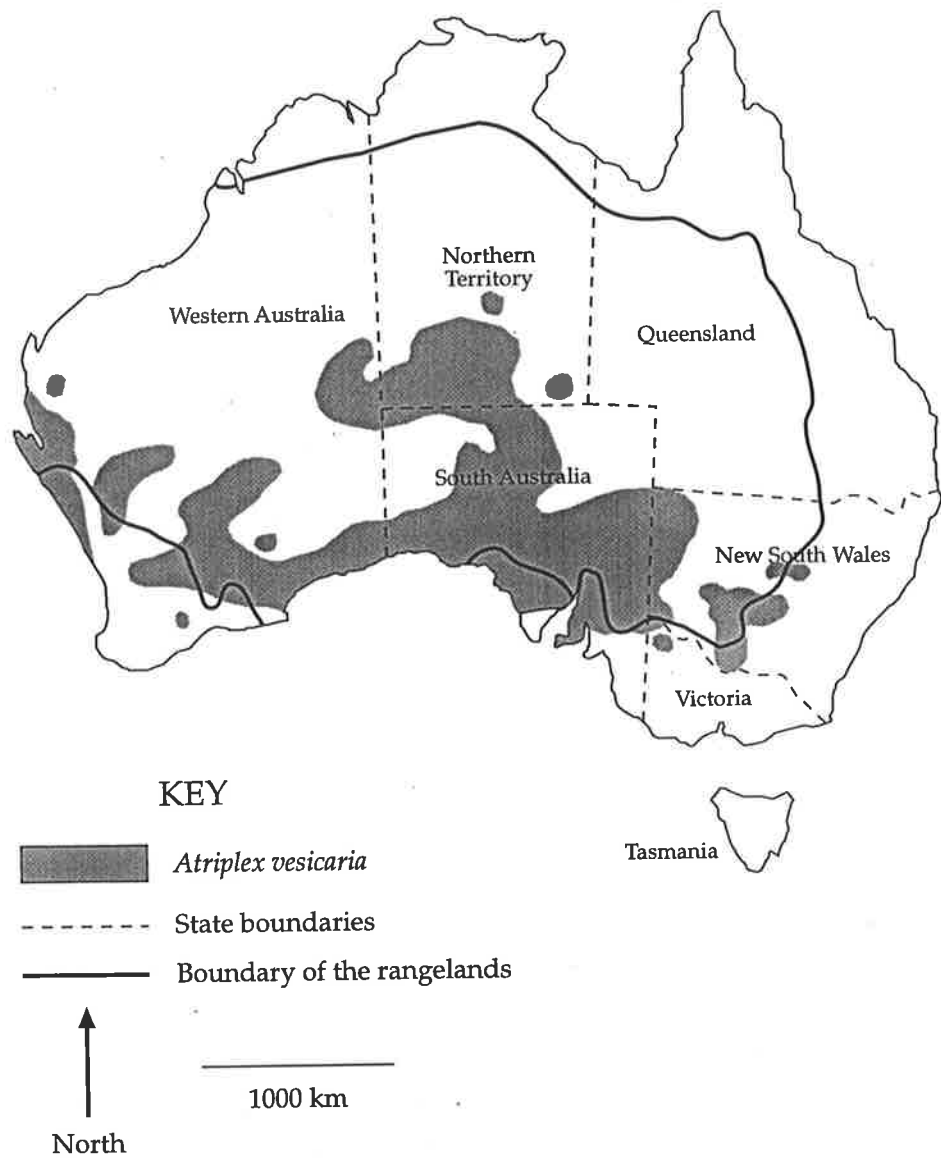 Northern
Territory
Western Australia
Queensland
South Australia
New South Wales
Victoria
Tasmania
KEY
Atriplex vesicaria
State boundaries
Boundary of the rangelands
1000 km
North